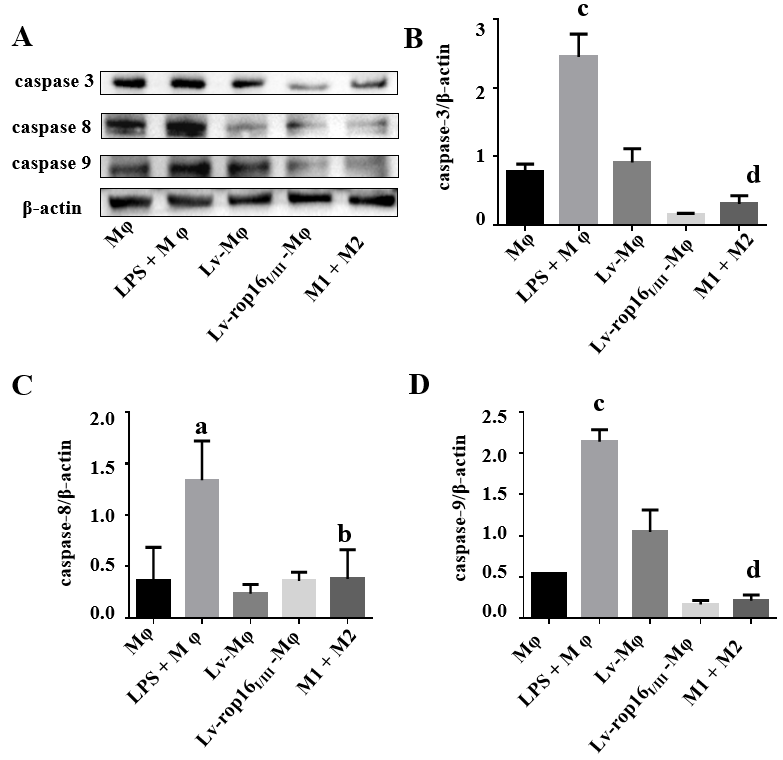 A
caspase 3
caspase 8
caspase 9
β-actin
Mφ
LPS + M φ
Lv-Mφ
Lv-rop16I/III -Mφ
M1 + M2
B
caspase-3/β-actin
3
2
1
0
c
d
Mφ
LPS + M φ
Lv-Mφ
Lv-rop16I/III -Mφ
M1 + M2
C
caspase-8/β-actin
2.0
1.5
1.0
0.5
0.0
a
b
Mφ
LPS + M φ
Lv-Mφ
Lv-rop16I/III -Mφ
M1 + M2
D
caspase-9/β-actin
2.5
2.0
1.5
1.0
0.5
0.0
c
d
Mφ
LPS + M φ
Lv-Mφ
Lv-rop16I/III -Mφ
M1 + M2